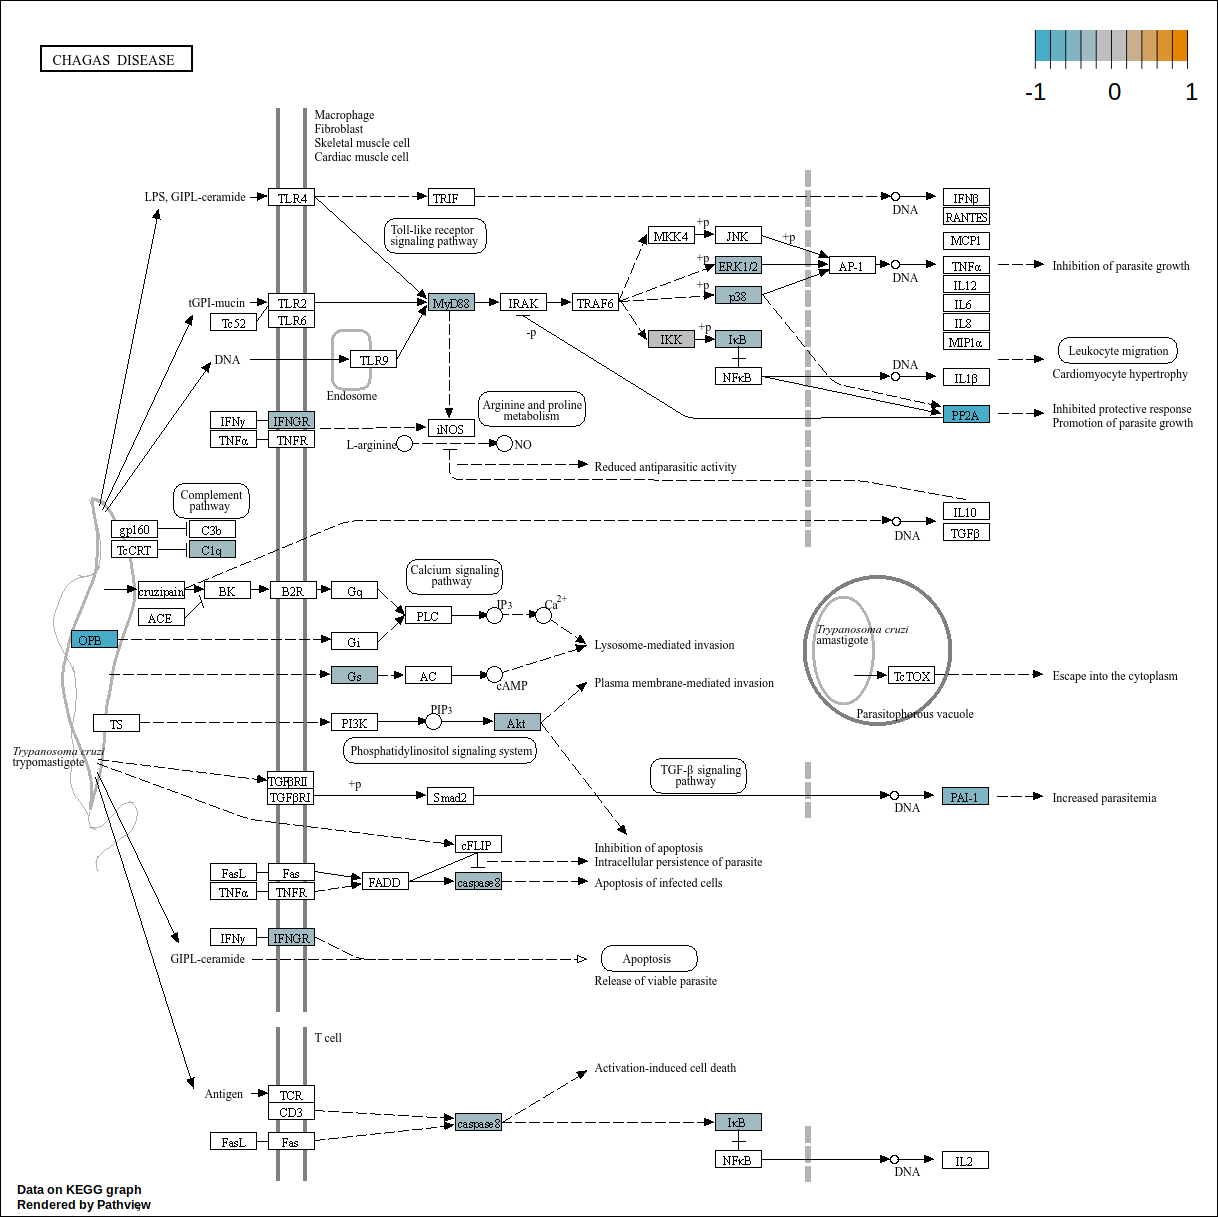 CHAGAS DISEASE
-1 0 1
Macrophage
Fibroblast
Skeletal muscle cell
Cardiac muscle cell
LPS, GIPL-ceramide
TLR4
TRIF
DNA
IFNβ
RANTES
Toll-like receptor
signaling pathway
MKK4
+p
JNK
+p
MCP1
+p
ERK1/2
AP-1
DNA
TNFα
Inhibition of parasite growth
IL12
tGPI-mucin
TLR2
MyD88
IRAK
TRAF6
+p
p38
IL6
Tc52
TLR6
IL8
-p
IKK
+p
IκB
MIP1α
DNA
TLR9
Leukocyte migration
NFκB
DNA
IL1β
Cardiomyocyte hypertrophy
Endosome
Arginine and proline
metabolism
PP2A
Inhibited protective response
Promotion of parasite growth
IFNγ
IFNGR
iNOS
TNFα
TNFR
L-arginine
NO
Reduced antiparasitic activity
Complement
pathway
IL10
gp160
C3b
DNA
TGFβ
TcCRT
C1q
Calcium signaling
pathway
cruzipain
BK
B2R
Gq
IP3
Ca2+
ACE
PLC
OPB
Gi
Lysosome-mediated invasion
Trypanosoma cruzi
amastigote
Gs
AC
cAMP
TcTOX
Escape into the cytoplasm
Plasma membrane-mediated invasion
Parasitophorous vacuole
TS
PI3K
PIP3
Akt
Phosphatidylinositol signaling system
Trypanosoma cruzi
trypomastigote
TGF-β signaling
pathway
TGFβRII
TGFβRI
+p
Smad2
DNA
PAI-1
Increased parasitemia
cFLIP
Inhibition of apoptosis
Intracellular persistence of parasite
FasL
Fas
FADD
caspase8
Apoptosis of infected cells
TNFα
TNFR
IFNγ
IFNGR
GIPL-ceramide
Apoptosis
Release of viable parasite
T cell
Activation-induced cell death
Antigen
TCR
CD3
caspase8
IκB
FasL
Fas
NFκB
DNA
IL2
Data on KEGG graph
Rendered by Pathview